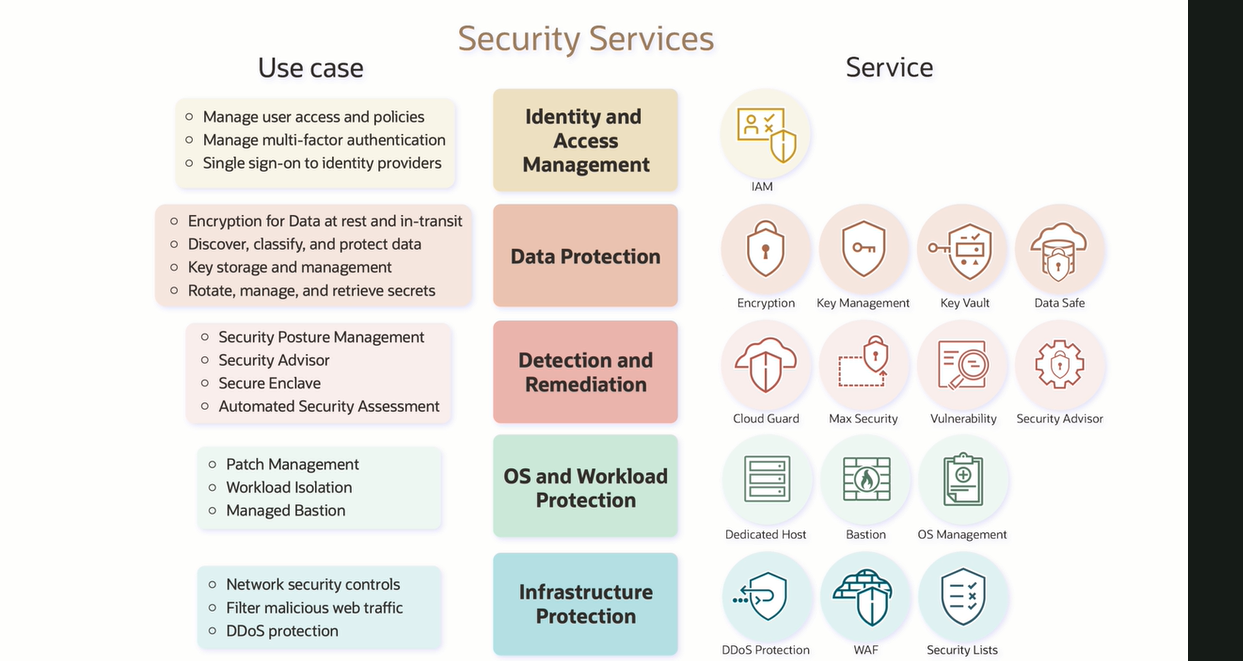 Security Services
Use case
Service
Manage user access and policies
Manage multi-factor authentication
Single sign-on to identity providers
Identity and
Access
Management
IAM
Encryption for Data at rest and in-transit
Discover, classify, and protect data
Key storage and management
Rotate, manage, and retrieve secrets
Data Protection
Encryption
Key Management
Key Vault
Data Safe
Security Posture Management
Security Advisor
Secure Enclave
Automated Security Assessment
Detection and
Remediation
Cloud Guard
Max Security
Vulnerability
Security Advisor
Patch Management
Workload Isolation
Managed Bastion
OS and Workload
Protection
Dedicated Host
Bastion
OS Management
Network security controls
Filter malicious web traffic
DDoS protection
Infrastructure
Protection
DDoS Protection
WAF
Security Lists